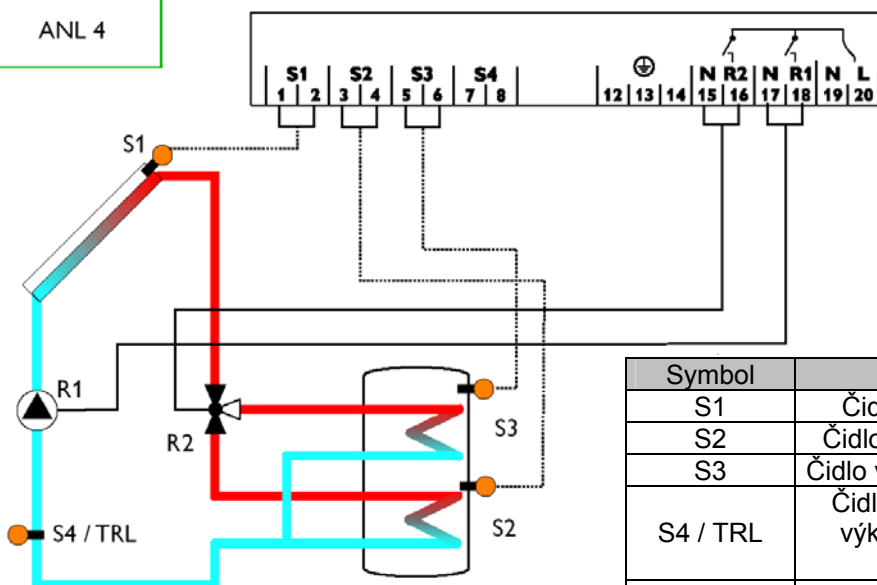 ANL 4
S1 S2 S3 S4 N R2 N R1 N L
1 2 3 4 5 6 7 8 12 13 14 15 16 17 18 19 20
S1
R1
R2
S3
S2
S4 / TRL
Symbol
S1
S2 Čidlo
S3 Čidlo
S4 / TRL